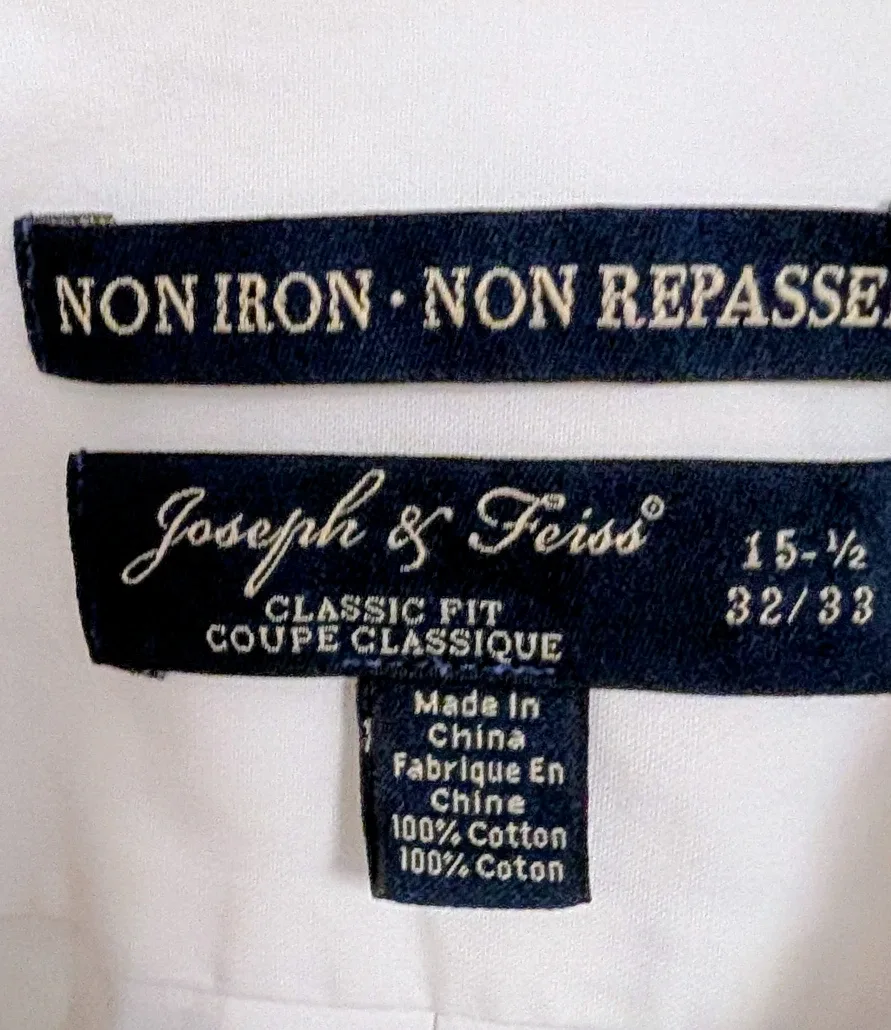 NON IRON · NON REPASSE
Joseph & Feiss®
CLASSIC FIT
COUPE CLASSIQUE
15-½
32/33
Made In
China
Fabrique En
Chine
100% Cotton
100% Coton